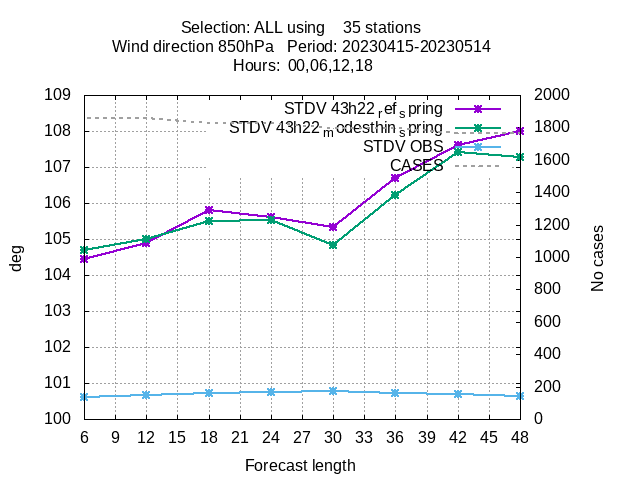 Selection: ALL using    35 stations
Wind direction 850hPa   Period: 20230415-20230514
Hours:  00,06,12,18
109 2000
STDV 43h22_ref_spring
108 1800
STDV 43h22_modesthin_spring
STDV OBS
107 1600
CASES
106 1400
105 1200
104 1000
103 800
102 600
101 400
100 200
0
deg
No cases
6 9 12 15 18 21 24 27 30 33 36 39 42 45 48
Forecast length